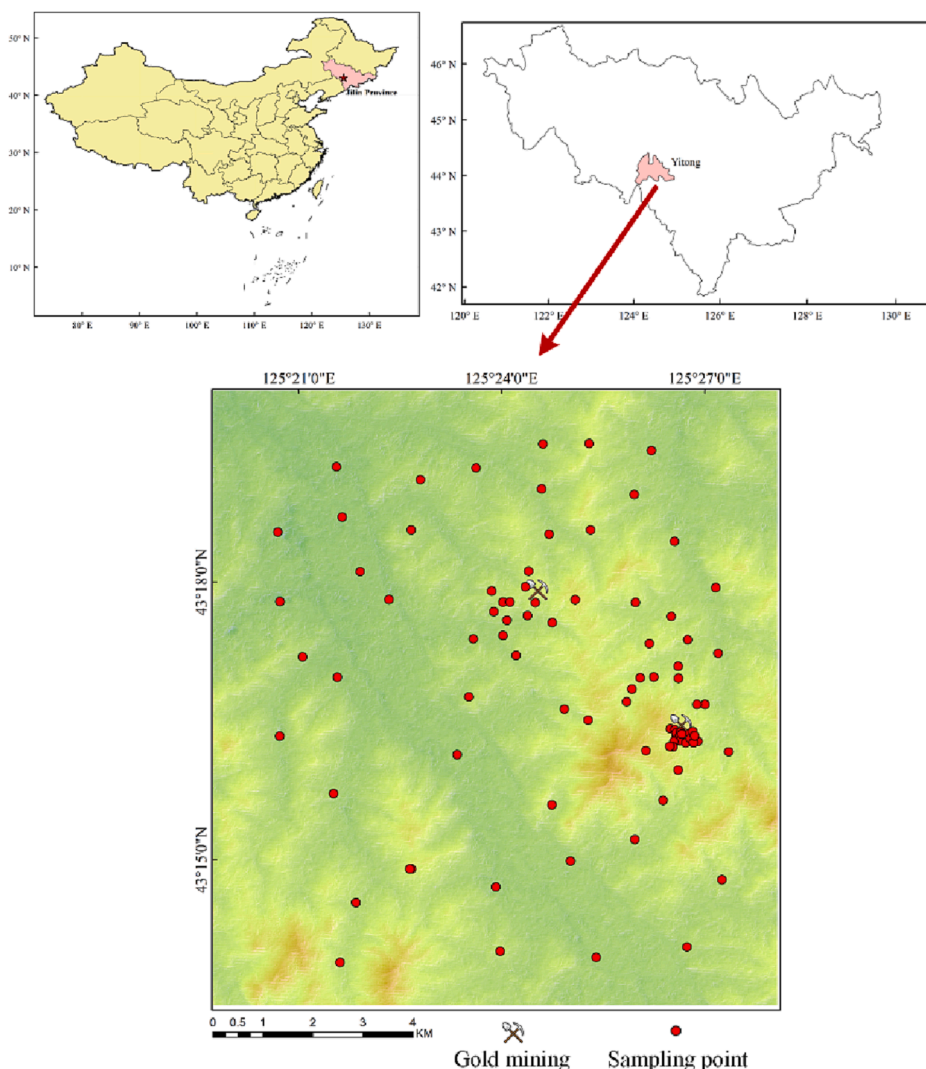 50° N
40° N
30° N
20° N
10° N
Jilin Province
80° E 90° E 100° E 110° E 120° E 130° E
46° N
45° N
44° N
43° N
42° N
Yitong
120° E 122° E 124° E 126° E 128° E 130° E
125°21'0"E 125°24'0"E 125°27'0"E
43°18'0"N
43°15'0"N
0 0.5 1 2 3 4
KM
Gold mining Sampling point